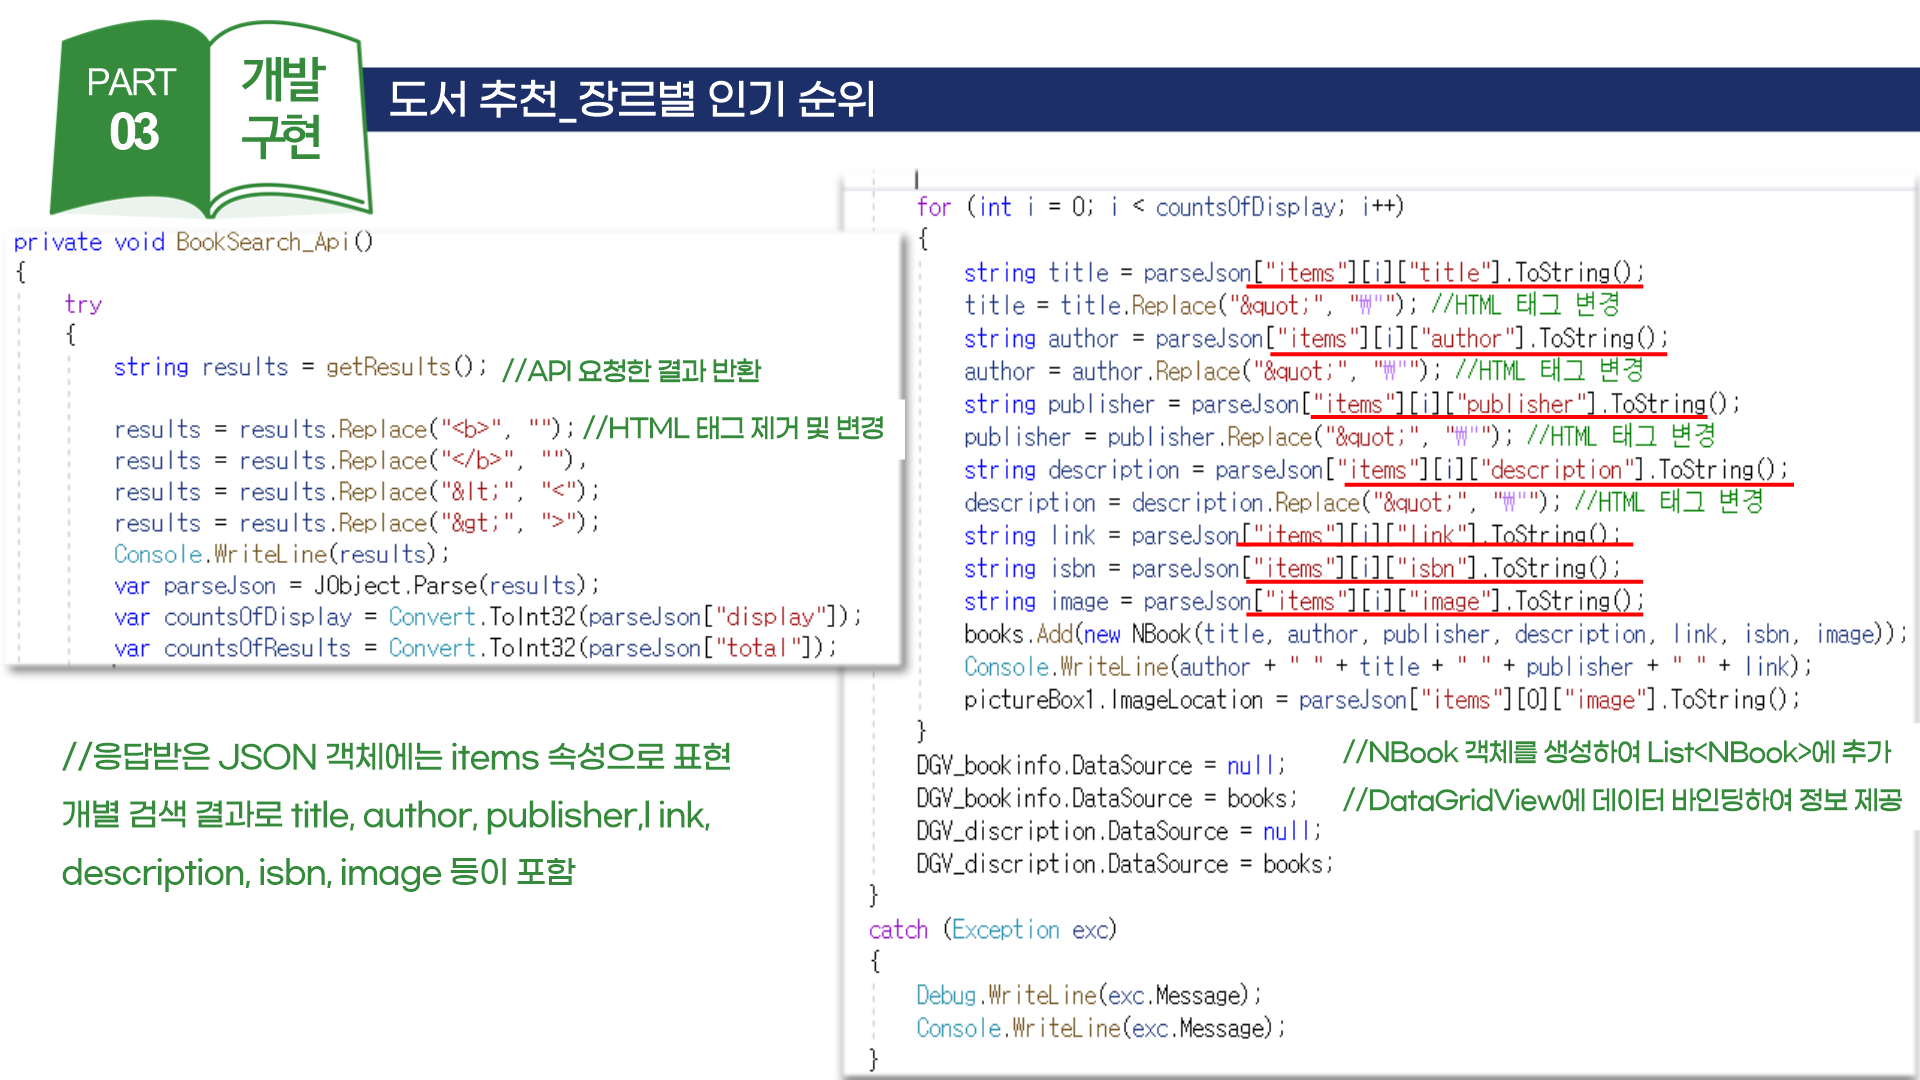 PART
03
개발
구현
도서 추천_장르별 인기 순위
private void BookSearch_Api()
{
try
{
string results = getResults(); //API 요청한 결과 반환
results = results.Replace("<b>", ""); //HTML 태그 제거 및 변경
results = results.Replace("</b>", "");
results = results.Replace("&lt;", "<");
results = results.Replace("&gt;", ">");
Console.WriteLine(results);
var parseJson = JObject.Parse(results);
var countsOfDisplay = Convert.ToInt32(parseJson["display"]);
var countsOfResults = Convert.ToInt32(parseJson["total"]);
//응답받은 JSON 객체에는 items 속성으로 표현
개별 검색 결과로 title, author, publisher,l ink,
description, isbn, image 등이 포함
for (int i = 0; i < countsOfDisplay; i++)
{
string title = parseJson["items"][i]["title"].ToString();
title = title.Replace("&quot;", "₩""); //HTML 태그 변경
string author = parseJson["items"][i]["author"].ToString();
author = author.Replace("&quot;", "₩""); //HTML 태그 변경
string publisher = parseJson["items"][i]["publisher"].ToString();
publisher = publisher.Replace("&quot;", "₩""); //HTML 태그 변경
string description = parseJson["items"][i]["description"].ToString();
description = description.Replace("&quot;", "₩""); //HTML 태그 변경
string link = parseJson["items"][i]["link"].ToString();
string isbn = parseJson["items"][i]["isbn"].ToString();
string image = parseJson["items"][i]["image"].ToString();
books.Add(new NBook(title, author, publisher, description, link, isbn, image));
Console.WriteLine(author + " " + title + " " + publisher + " " + link);
pictureBox1.ImageLocation = parseJson["items"][0]["image"].ToString();
}
//NBook 객체를 생성하여 List<NBook>에 추가
DGV_bookinfo.DataSource = null;
DGV_bookinfo.DataSource = books; //DataGridView에 데이터 바인딩하여 정보 제공
DGV_discription.DataSource = null;
DGV_discription.DataSource = books;
}
catch (Exception exc)
{
Debug.WriteLine(exc.Message);
Console.WriteLine(exc.Message);
}